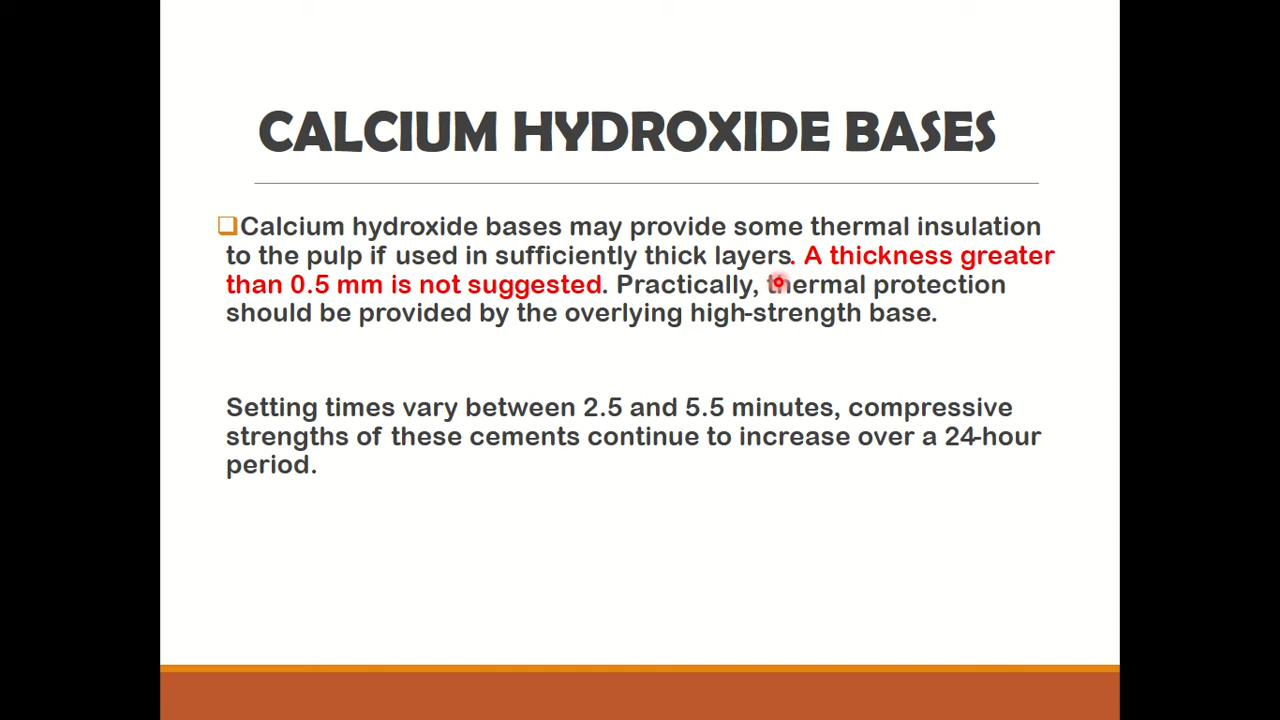 CALCIUM HYDROXIDE BASES
Calcium hydroxide bases may provide some thermal insulation
to the pulp if used in sufficiently thick layers. A thickness greater
than 0.5 mm is not suggested. Practically, thermal protection
should be provided by the overlying high-strength base.
Setting times vary between 2.5 and 5.5 minutes, compressive
strengths of these cements continue to increase over a 24-hour
period.